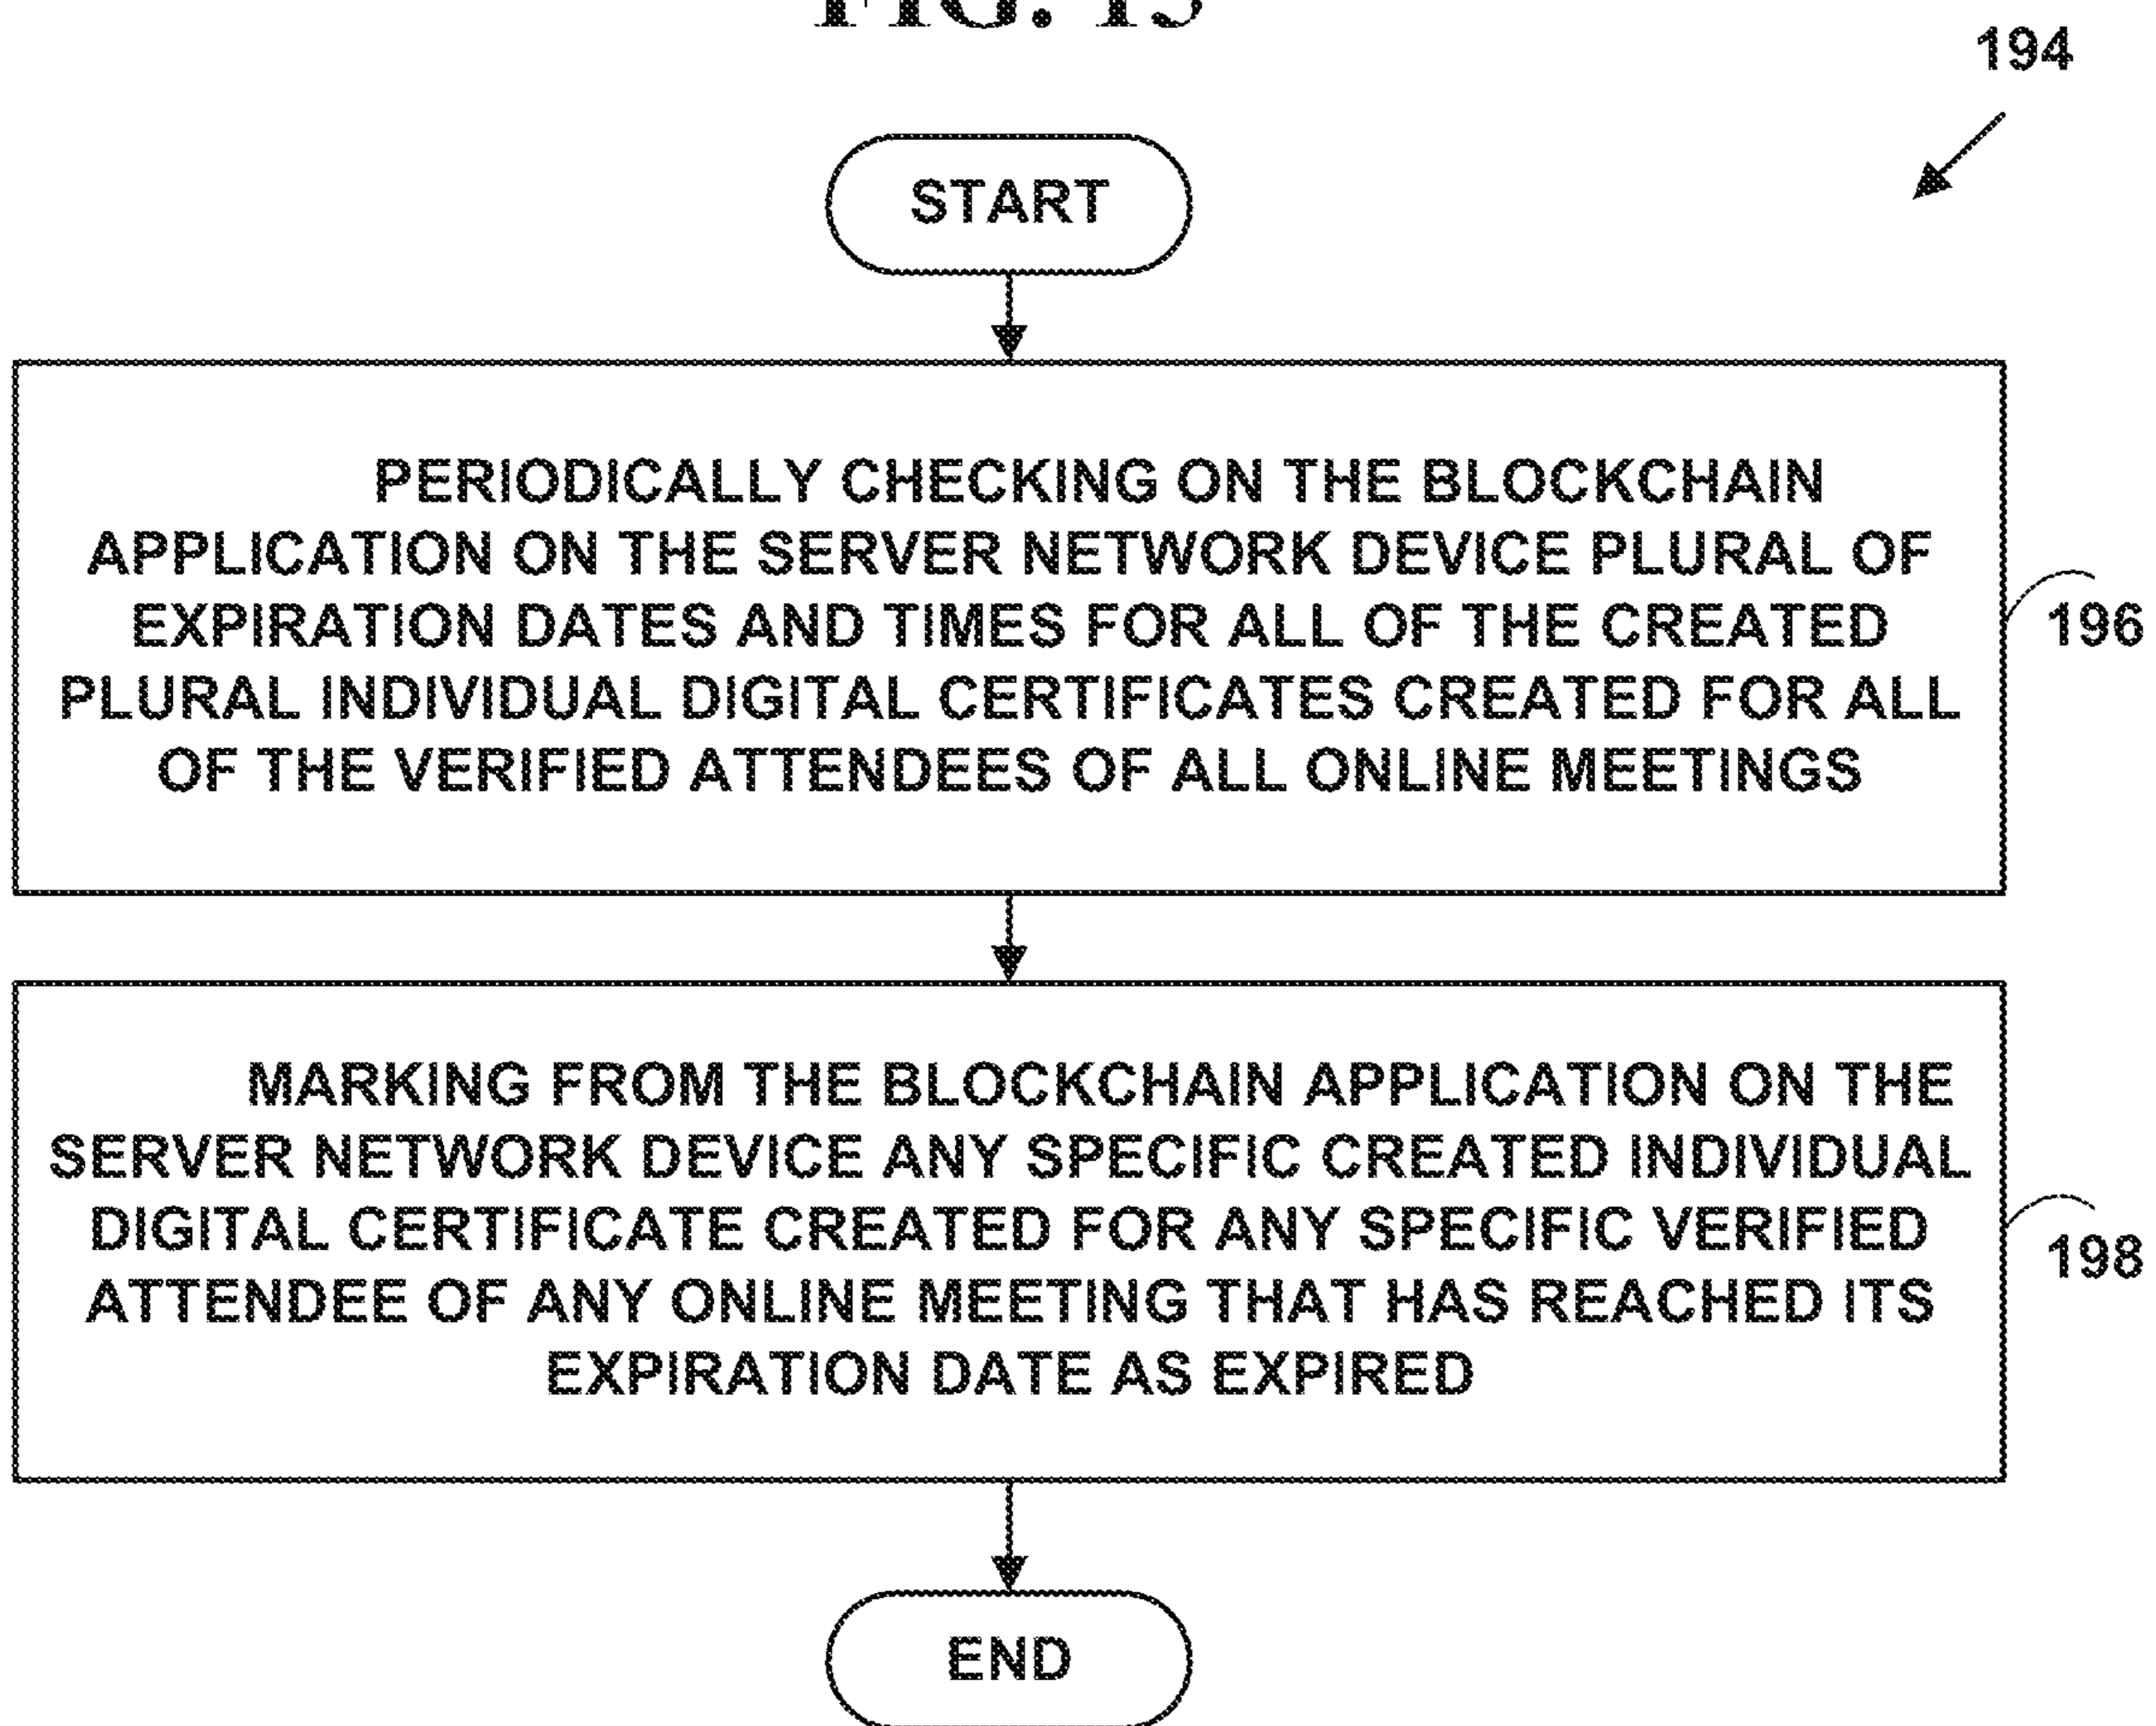 FIG. 13
194
START
PERIODICALLY CHECKING ON THE BLOCKCHAIN
APPLICATION ON THE SERVER NETWORK DEVICE PLURAL OF
EXPIRATION DATES AND TIMES FOR ALL OF THE CREATED
PLURAL INDIVIDUAL DIGITAL CERTIFICATES CREATED FOR ALL
OF THE VERIFIED ATTENDEES OF ALL ONLINE MEETINGS
196
MARKING FROM THE BLOCKCHAIN APPLICATION ON THE
SERVER NETWORK DEVICE ANY SPECIFIC CREATED INDIVIDUAL
DIGITAL CERTIFICATE CREATED FOR ANY SPECIFIC VERIFIED
ATTENDEE OF ANY ONLINE MEETING THAT HAS REACHED ITS
EXPIRATION DATE AS EXPIRED
198
END